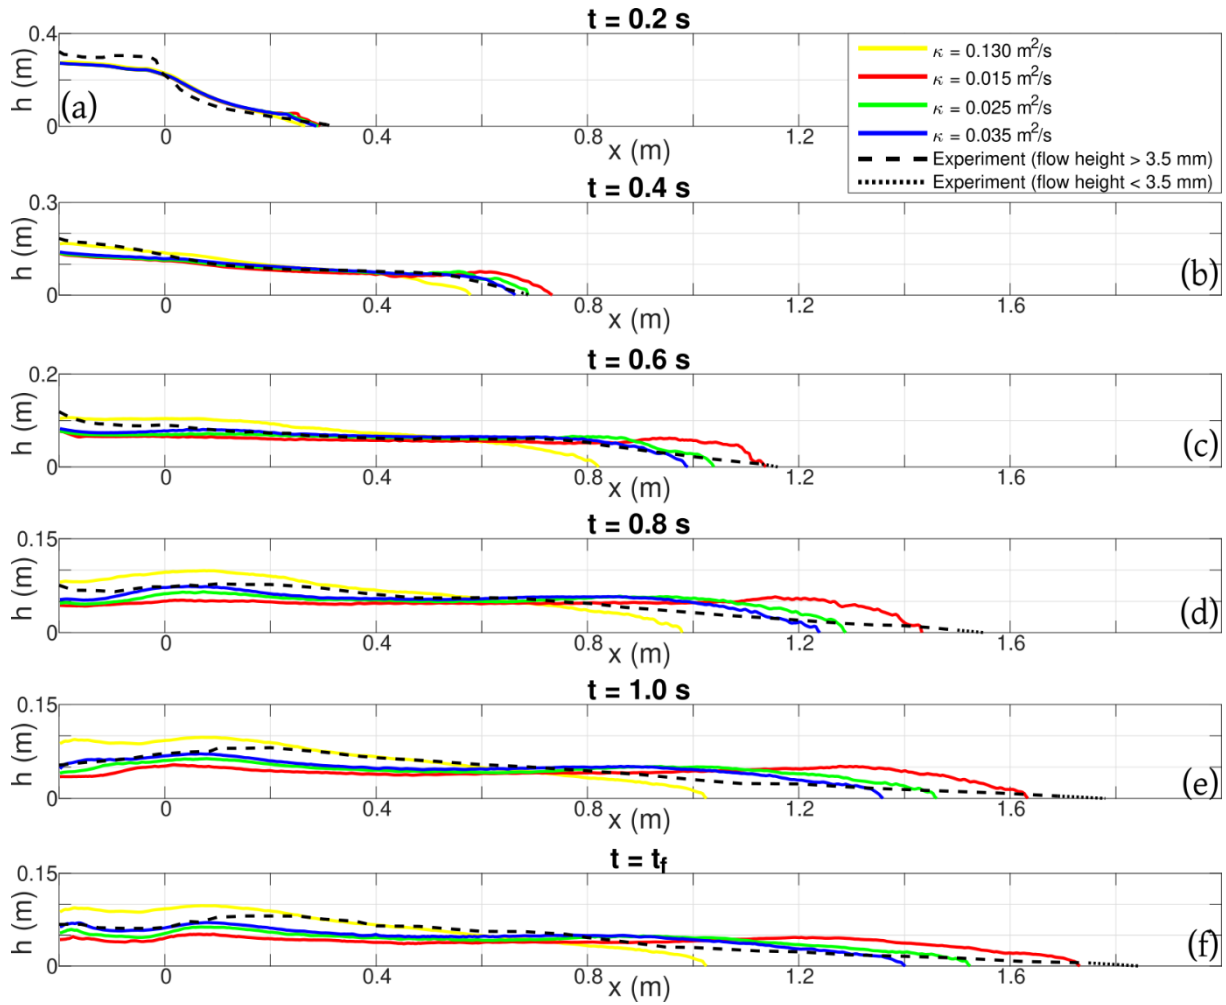 t = 0.2 s
0.4
h (m)
0
(a)
0 0.4 0.8 1.2
x (m)
κ = 0.130 m²/s
κ = 0.015 m²/s
κ = 0.025 m²/s
κ = 0.035 m²/s
Experiment (flow height > 3.5 mm)
Experiment (flow height < 3.5 mm)
t = 0.4 s
0.3
h (m)
0
(b)
0 0.4 0.8 1.2 1.6
x (m)
t = 0.6 s
0.2
h (m)
0
(c)
0 0.4 0.8 1.2 1.6
x (m)
t = 0.8 s
0.15
h (m)
0
(d)
0 0.4 0.8 1.2 1.6
x (m)
t = 1.0 s
0.15
h (m)
0
(e)
0 0.4 0.8 1.2 1.6
x (m)
t = t_f
0.15
h (m)
0
(f)
0 0.4 0.8 1.2 1.6
x (m)